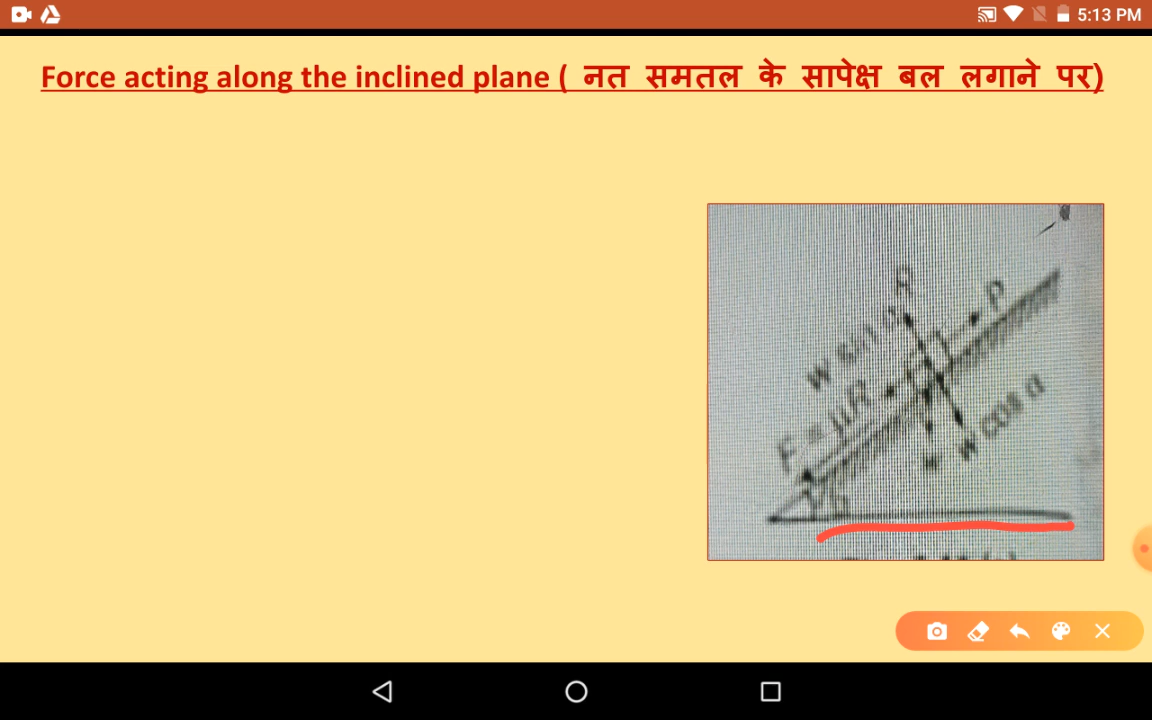 5:13 PM
Force acting along the inclined plane ( नत समतल के सापेक्ष बल लगाने पर)
R
P
W sin α
F = μR
W cos α
W